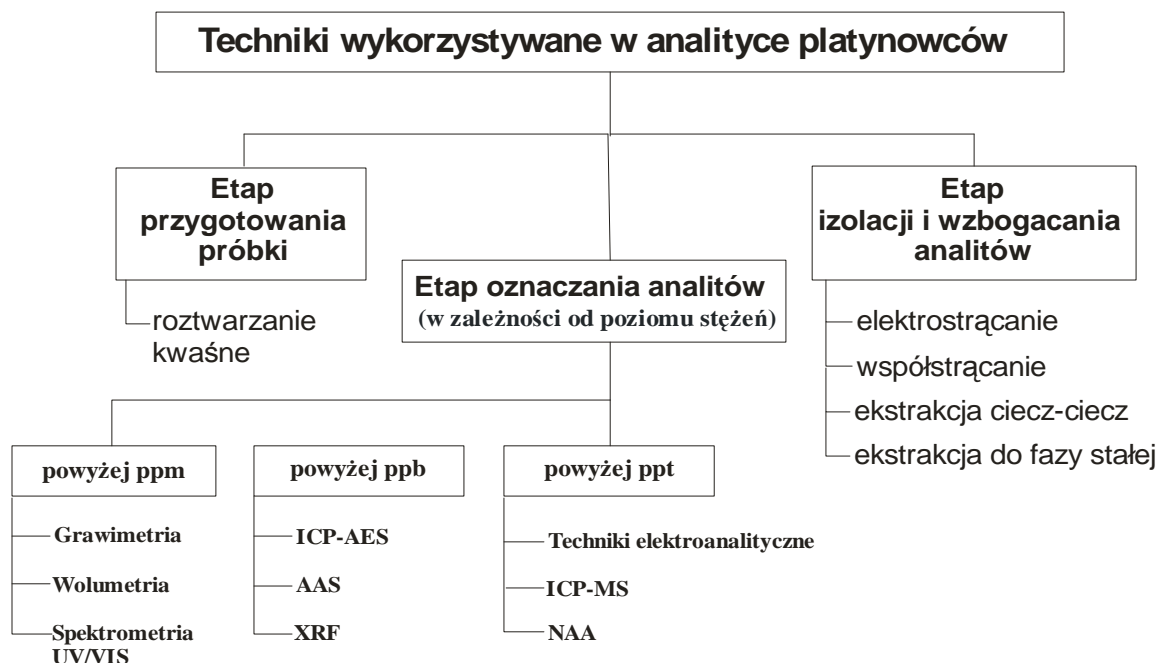 Techniki wykorzystywane w analityce platynowców
Etap
przygotowania
próbki
roztwarzanie
kwaśne
Etap oznaczania analitów
(w zależności od poziomu stężeń)
Etap
izolacji i wzbogacania
analitów
elektrostrącanie
współstrącanie
ekstrakcja ciecz-ciecz
ekstrakcja do fazy stałej
powyżej ppm
Grawimetria
Wolumetria
Spektrometria
UV/VIS
powyżej ppb
ICP-AES
AAS
XRF
powyżej ppt
Techniki elektroanalityczne
ICP-MS
NAA